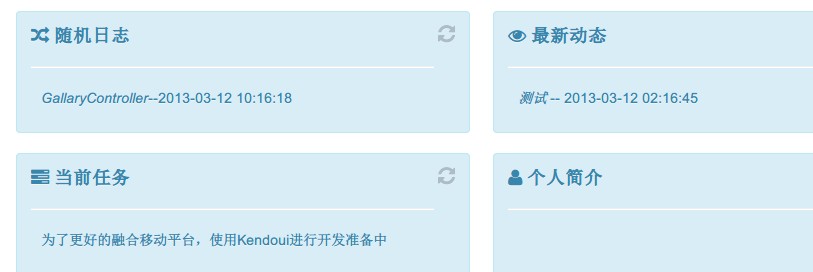 随机日志
GallaryController--2013-03-12 10:16:18
最新动态
测试 -- 2013-03-12 02:16:45
当前任务
为了更好的融合移动平台，使用Kendoui进行开发准备中
个人简介